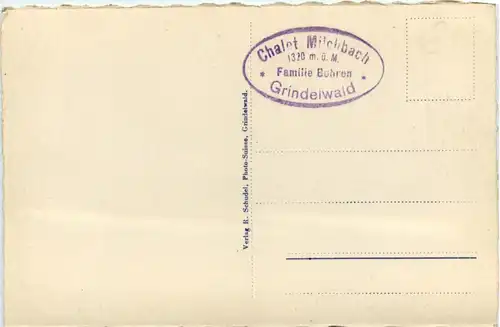 Chalet Milchbach
1320 m. ü. M.
* Familie Bohren *
Grindelwald
Verlag R. Schudel, Photo-Suisse, Grindelwald.